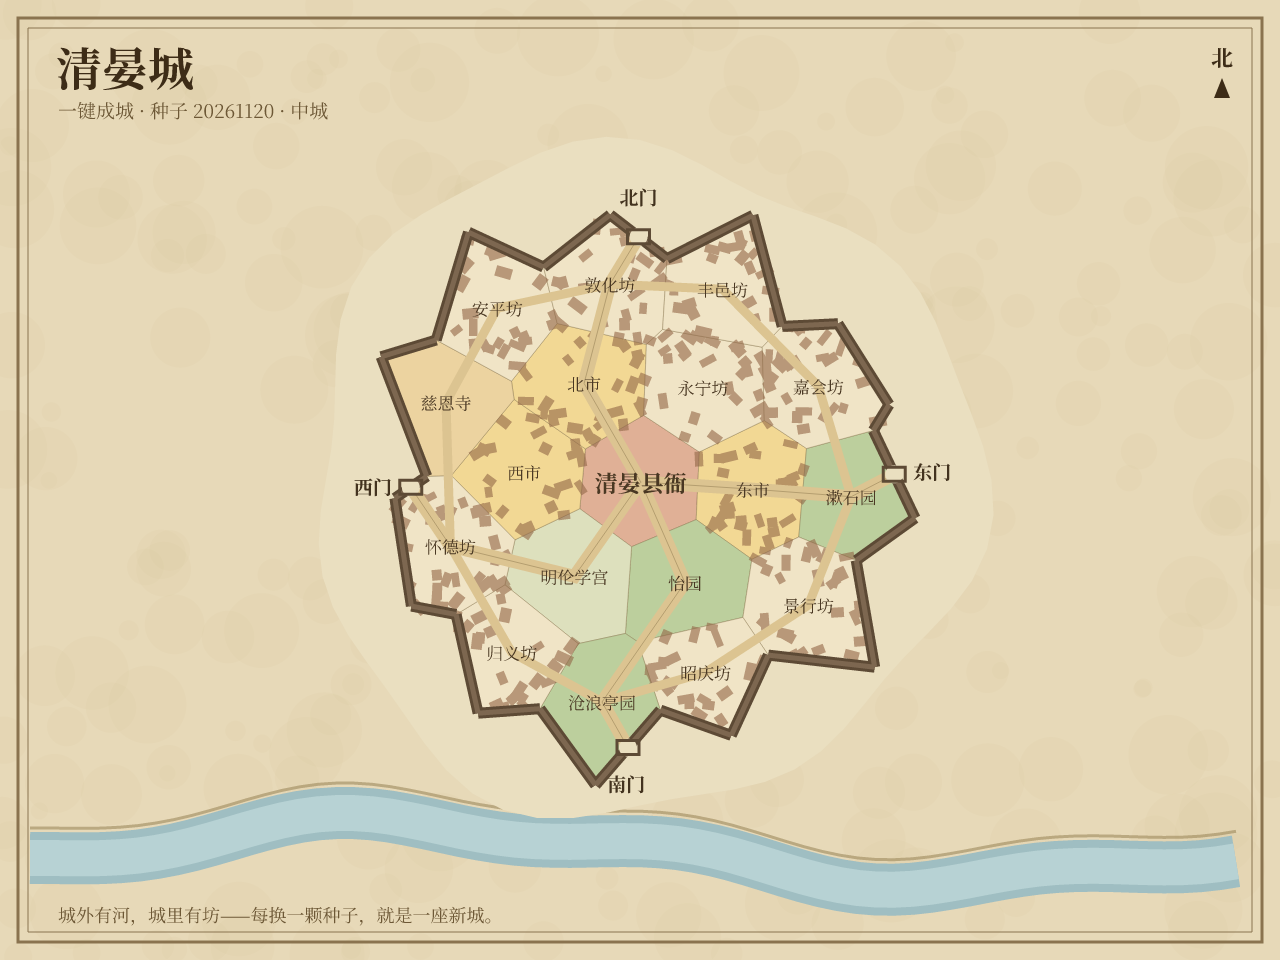 清晏城
一键成城 · 种子 20261120 · 中城
北
北门
敦化坊
丰邑坊
安平坊
北市
永宁坊
嘉会坊
慈恩寺
西市
清晏县衙
东市
漱石园
东门
西门
怀德坊
明伦学宫
怡园
景行坊
归义坊
昭庆坊
沧浪亭园
南门
城外有河，城里有坊——每换一颗种子，就是一座新城。